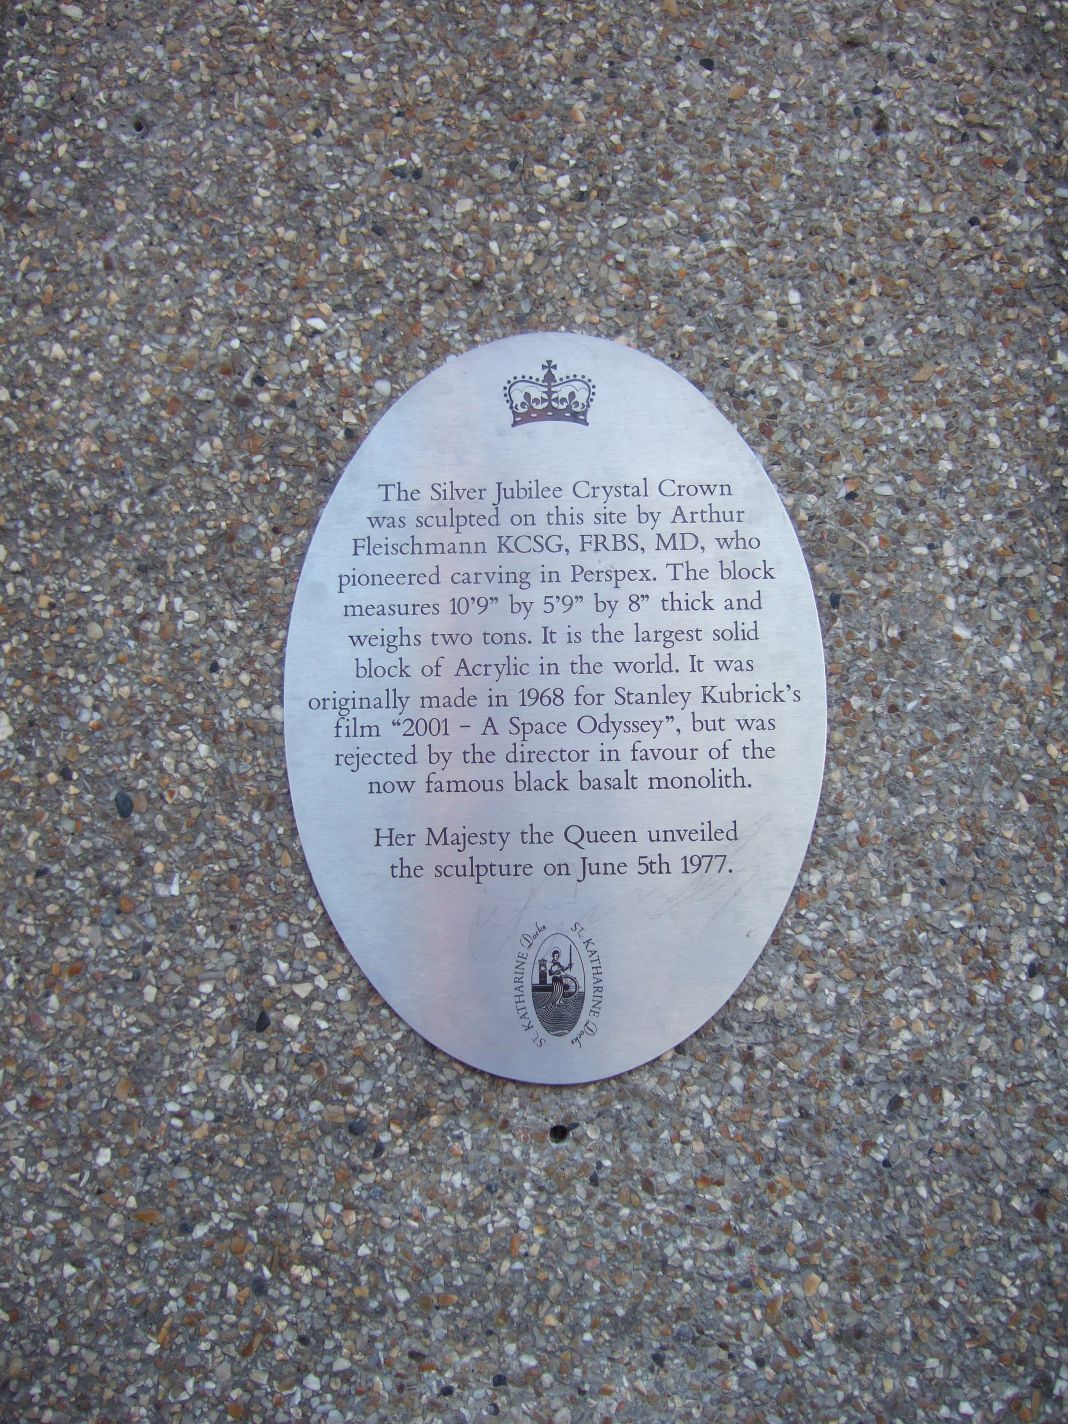 The Silver Jubilee Crystal Crown
was sculpted on this site by Arthur
Fleischmann KCSG, FRBS, MD, who
pioneered carving in Perspex. The block
measures 10’9” by 5’9” by 8” thick and
weighs two tons. It is the largest solid
block of Acrylic in the world. It was
originally made in 1968 for Stanley Kubrick’s
film “2001 – A Space Odyssey”, but was
rejected by the director in favour of the
now famous black basalt monolith.
Her Majesty the Queen unveiled
the sculpture on June 5th 1977.
ST. KATHARINE Docks
ST. KATHARINE Docks